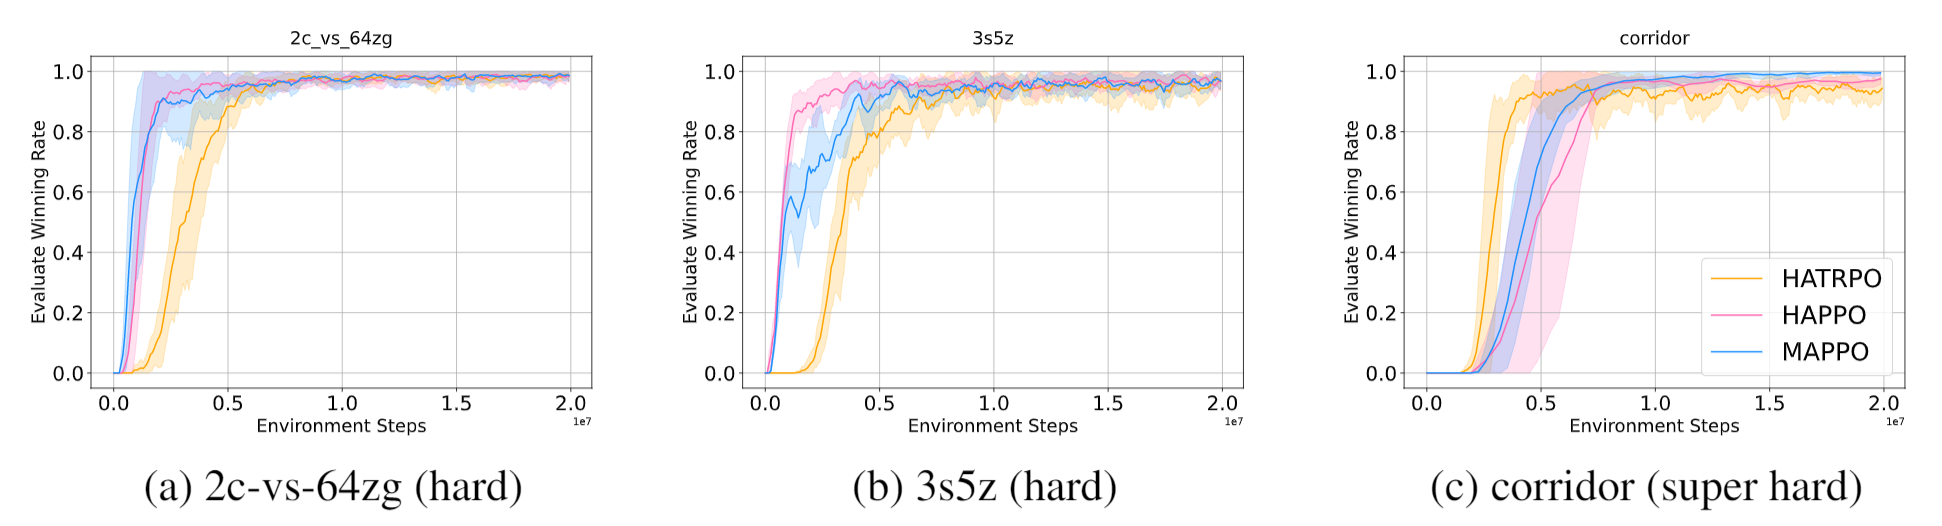 2c_vs_64zg
1.0
0.8
0.6
0.4
0.2
0.0
Evaluate Winning Rate
0.0 0.5 1.0 1.5 2.0
1e7
Environment Steps
(a) 2c-vs-64zg (hard)
3s5z
1.0
0.8
0.6
0.4
0.2
0.0
Evaluate Winning Rate
0.0 0.5 1.0 1.5 2.0
1e7
Environment Steps
(b) 3s5z (hard)
corridor
1.0
0.8
0.6
0.4
0.2
0.0
Evaluate Winning Rate
HATRPO
HAPPO
MAPPO
0.0 0.5 1.0 1.5 2.0
1e7
Environment Steps
(c) corridor (super hard)